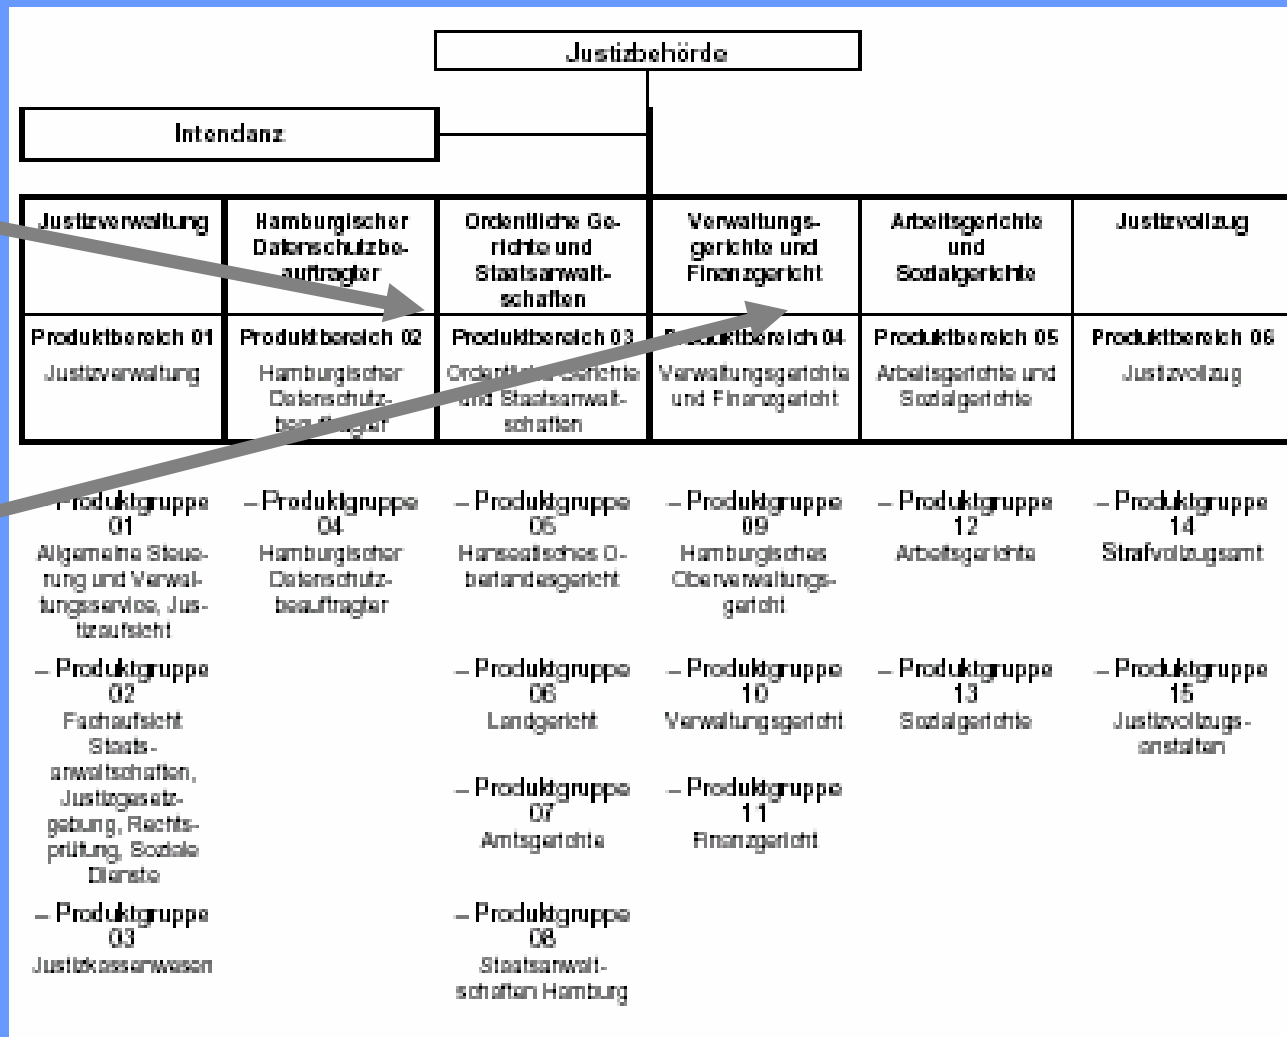 Justizbehörde
Intendanz
Justizverwaltung
Hamburgischer
Datenschutzbe-
auftragter
Ordentliche Ge-
richte und
Staatsanwalt-
schaften
Verwaltungs-
gerichte und
Finanzgericht
Arbeitsgerichte
und
Sozialgerichte
Justizvollzug
Produktbereich 01
Justizverwaltung
Produktbereich 02
Hamburgischer
Datenschutz-
beauftragter
Produktbereich 03
Ordentliche Gerichte
und Staatsanwalt-
schaften
Produktbereich 04
Verwaltungsgerichte
und Finanzgericht
Produktbereich 05
Arbeitsgerichte und
Sozialgerichte
Produktbereich 06
Justizvollzug
– Produktgruppe
01
Allgemeine Steue-
rung und Verwal-
tungsservice, Jus-
tizaufsicht
– Produktgruppe
02
Fachaufsicht
Staats-
anwaltschaften,
Justizgesetz-
gebung, Rechts-
prüfung, Soziale
Dienste
– Produktgruppe
03
Justizkassenwesen
– Produktgruppe
04
Hamburgischer
Datenschutz-
beauftragter
– Produktgruppe
05
Hanseatisches O-
berlandesgericht
– Produktgruppe
06
Landgericht
– Produktgruppe
07
Amtsgerichte
– Produktgruppe
08
Staatsanwalt-
schaften Hamburg
– Produktgruppe
09
Hamburgisches
Oberverwaltungs-
gericht
– Produktgruppe
10
Verwaltungsgericht
– Produktgruppe
11
Finanzgericht
– Produktgruppe
12
Arbeitsgerichte
– Produktgruppe
13
Sozialgerichte
– Produktgruppe
14
Strafvollzugsamt
– Produktgruppe
15
Justizvollzugs-
anstalten